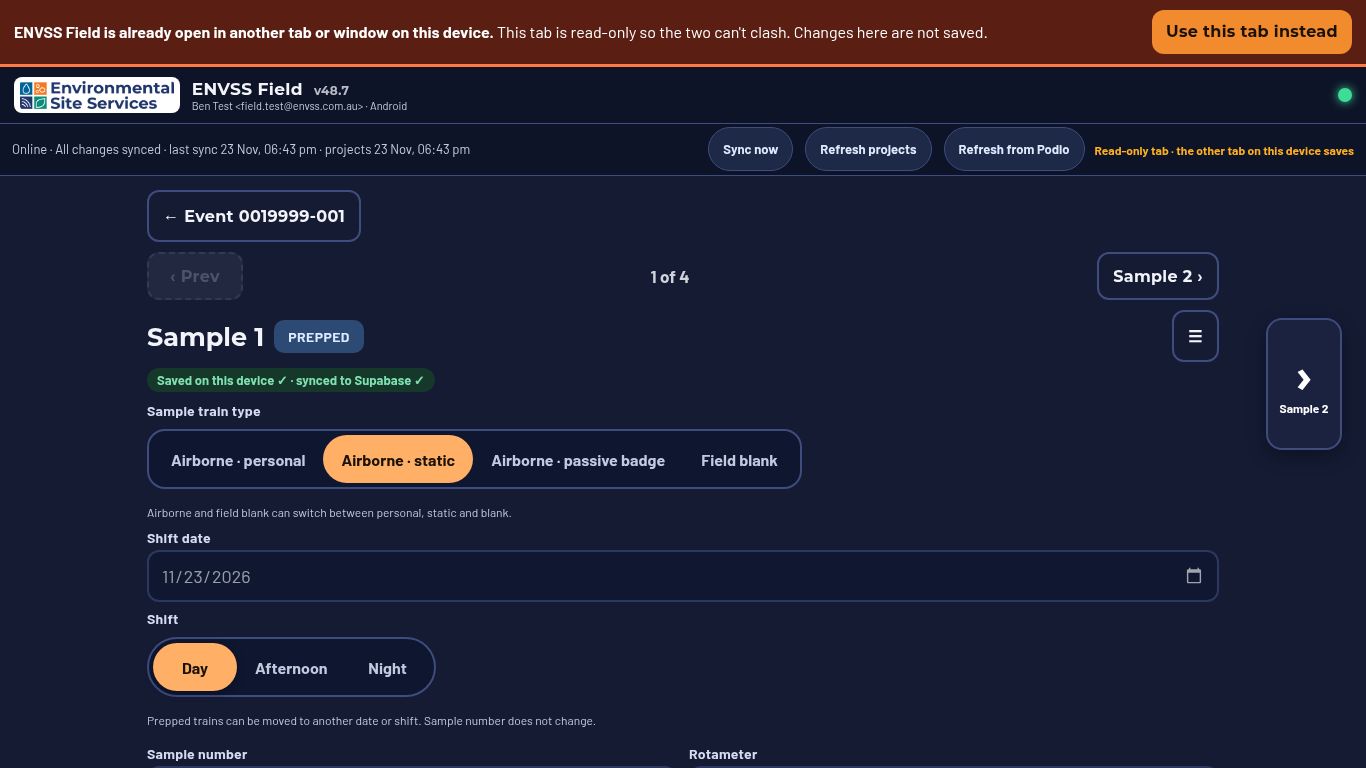 ENVSS Field is already open in another tab or window on this device. This tab is read-only so the two can't clash. Changes here are not saved.
Use this tab instead
Environmental
Site Services
ENVSS Field v48.7
Ben Test <field.test@envss.com.au> · Android
Online · All changes synced · last sync 23 Nov, 06:43 pm · projects 23 Nov, 06:43 pm
Sync now
Refresh projects
Refresh from Podio
Read-only tab · the other tab on this device saves
← Event 0019999-001
‹ Prev
1 of 4
Sample 2 ›
Sample 1
PREPPED
☰
›
Sample 2
Saved on this device ✓ · synced to Supabase ✓
Sample train type
Airborne · personal
Airborne · static
Airborne · passive badge
Field blank
Airborne and field blank can switch between personal, static and blank.
Shift date
11/23/2026
Shift
Day
Afternoon
Night
Prepped trains can be moved to another date or shift. Sample number does not change.
Sample number
Rotameter